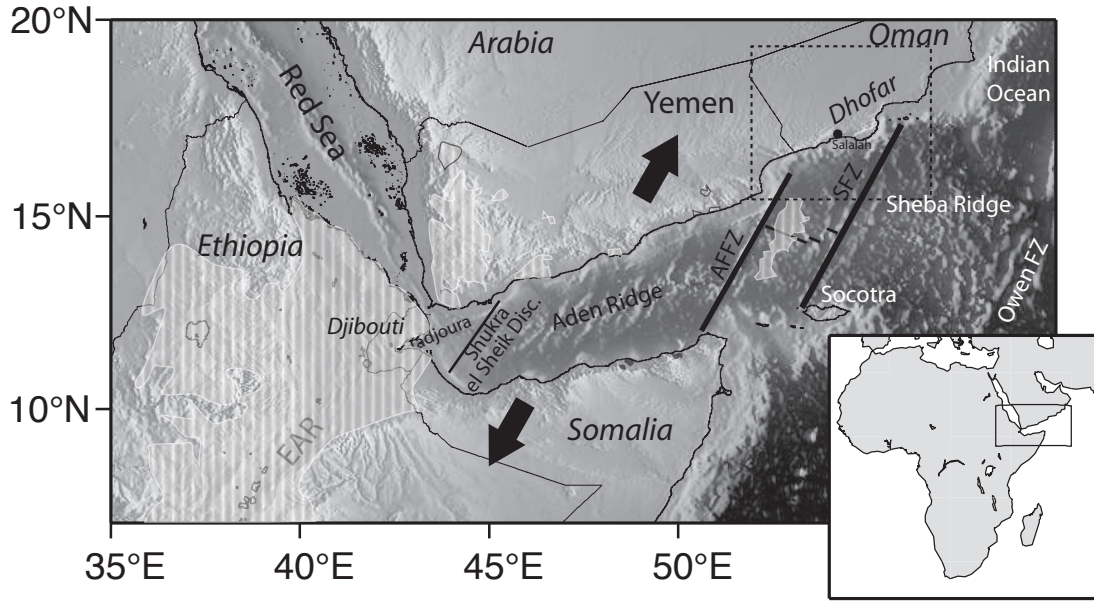 20°N
Arabia
Oman
Indian
Ocean
Red Sea
Yemen
Dhofar
Salalah
15°N
SFZ
Sheba Ridge
Ethiopia
AFFZ
Owen FZ
Socotra
Djibouti
Tadjoura
Shukra
el Sheik Disc.
Aden Ridge
10°N
EAR
Somalia
35°E
40°E
45°E
50°E